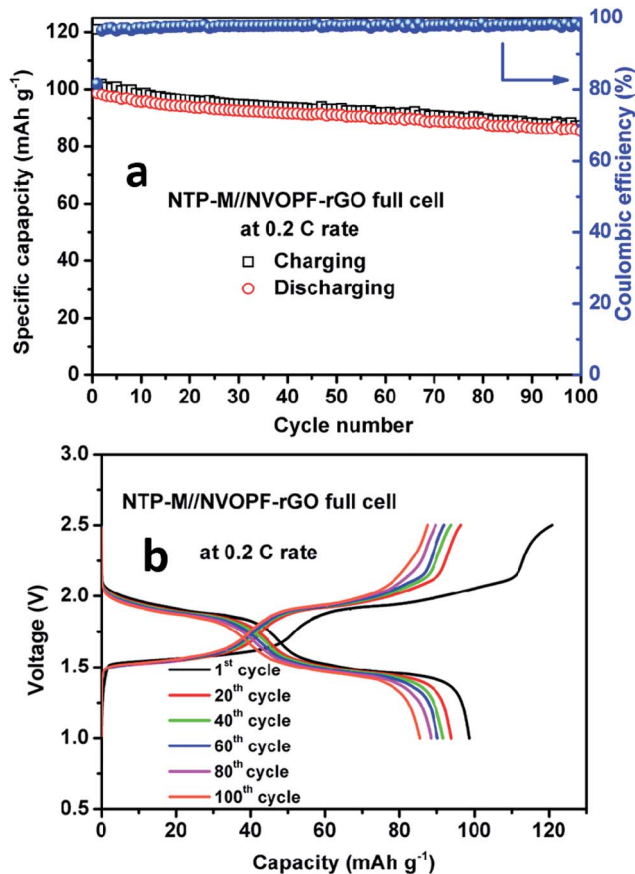 120
100
80
60
40
20
0
Specific capapcity (mAh g-1)
a
NTP-M//NVOPF-rGO full cell
at 0.2 C rate
Charging
Discharging
100
80
60
40
20
0
Coulombic efficiency (%)
0 10 20 30 40 50 60 70 80 90 100
Cycle number
3.0
2.5
2.0
1.5
1.0
0.5
Voltage (V)
NTP-M//NVOPF-rGO full cell
b
at 0.2 C rate
1st cycle
20th cycle
40th cycle
60th cycle
80th cycle
100th cycle
0 20 40 60 80 100 120
Capacity (mAh g-1)